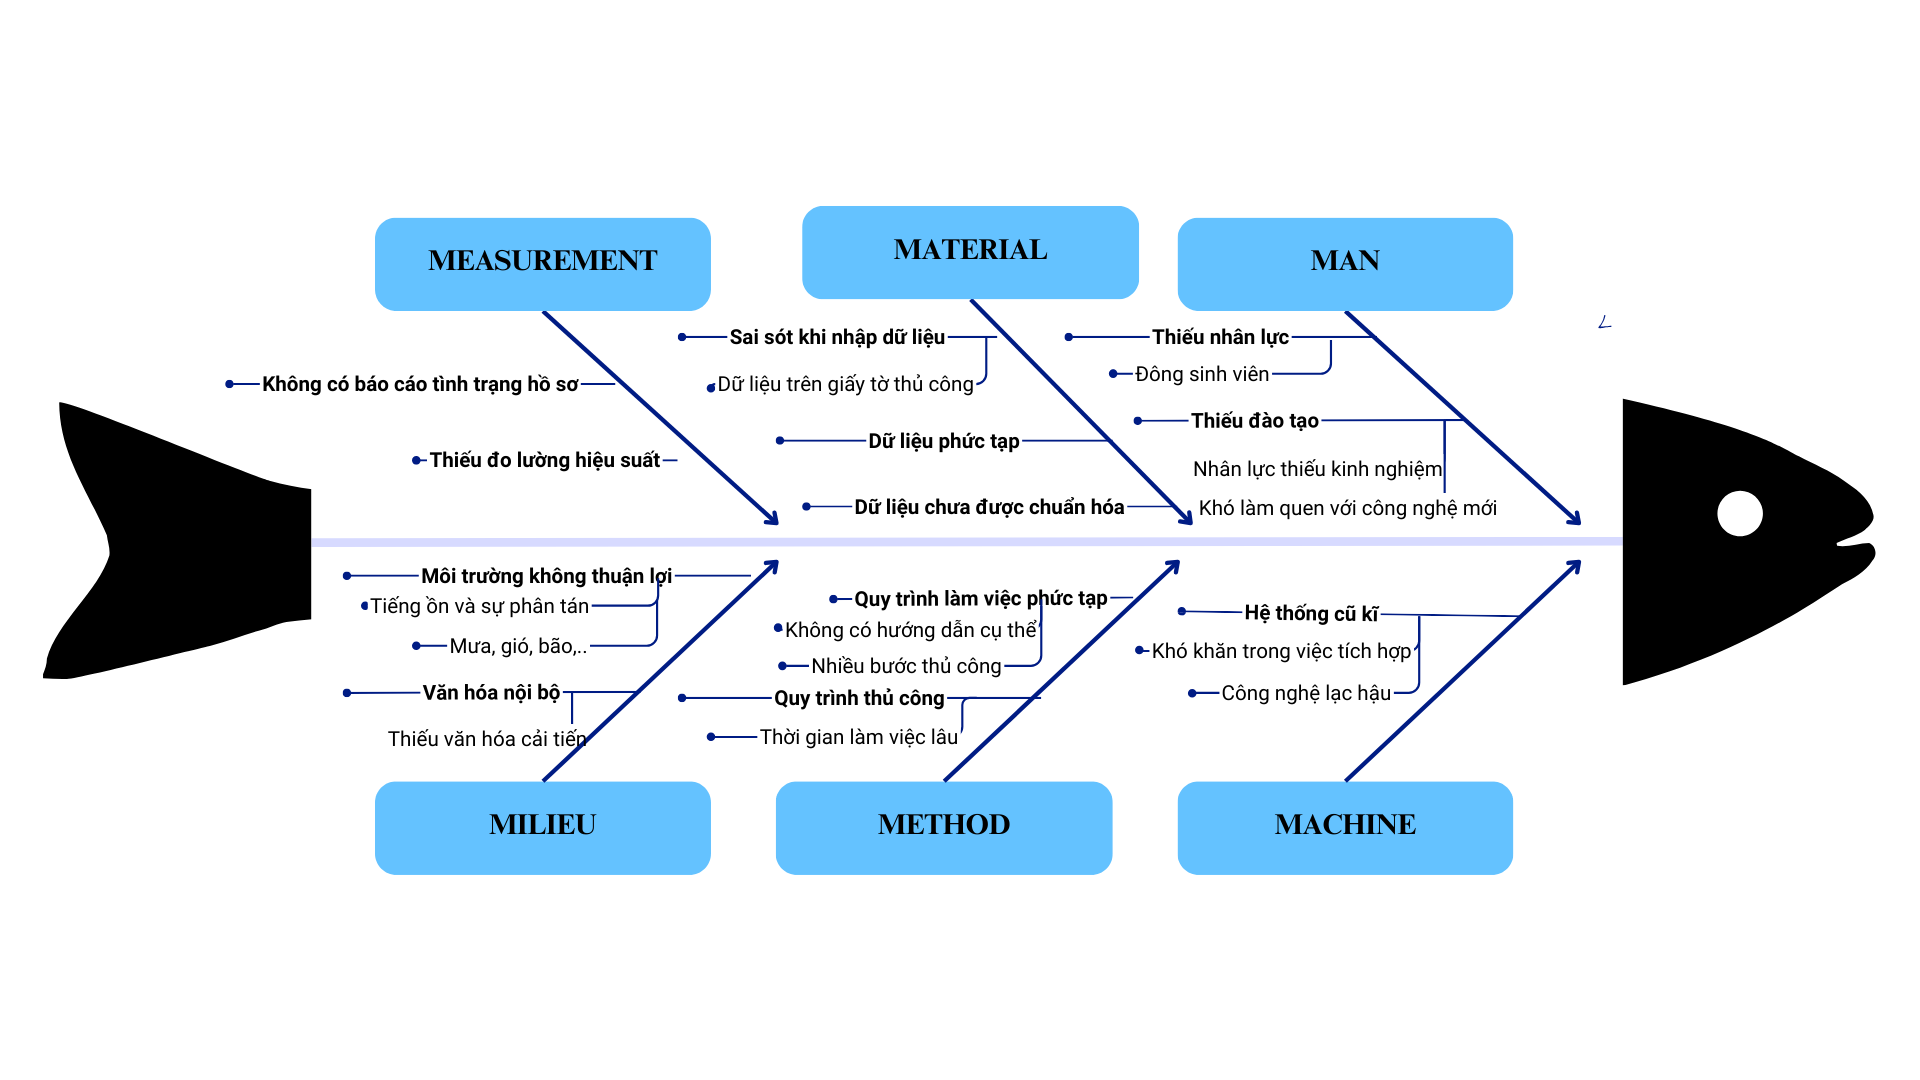 MEASUREMENT
MATERIAL
MAN
Không có báo cáo tình trạng hồ sơ
Thiếu đo lường hiệu suất
Sai sót khi nhập dữ liệu
Dữ liệu trên giấy tờ thủ công
Dữ liệu phức tạp
Dữ liệu chưa được chuẩn hóa
Thiếu nhân lực
Đông sinh viên
Thiếu đào tạo
Nhân lực thiếu kinh nghiệm
Khó làm quen với công nghệ mới
Môi trường không thuận lợi
Tiếng ồn và sự phân tán
Mưa, gió, bão,..
Văn hóa nội bộ
Thiếu văn hóa cải tiến
Quy trình làm việc phức tạp
Không có hướng dẫn cụ thể
Nhiều bước thủ công
Quy trình thủ công
Thời gian làm việc lâu
Hệ thống cũ kĩ
Khó khăn trong việc tích hợp
Công nghệ lạc hậu
MILIEU
METHOD
MACHINE